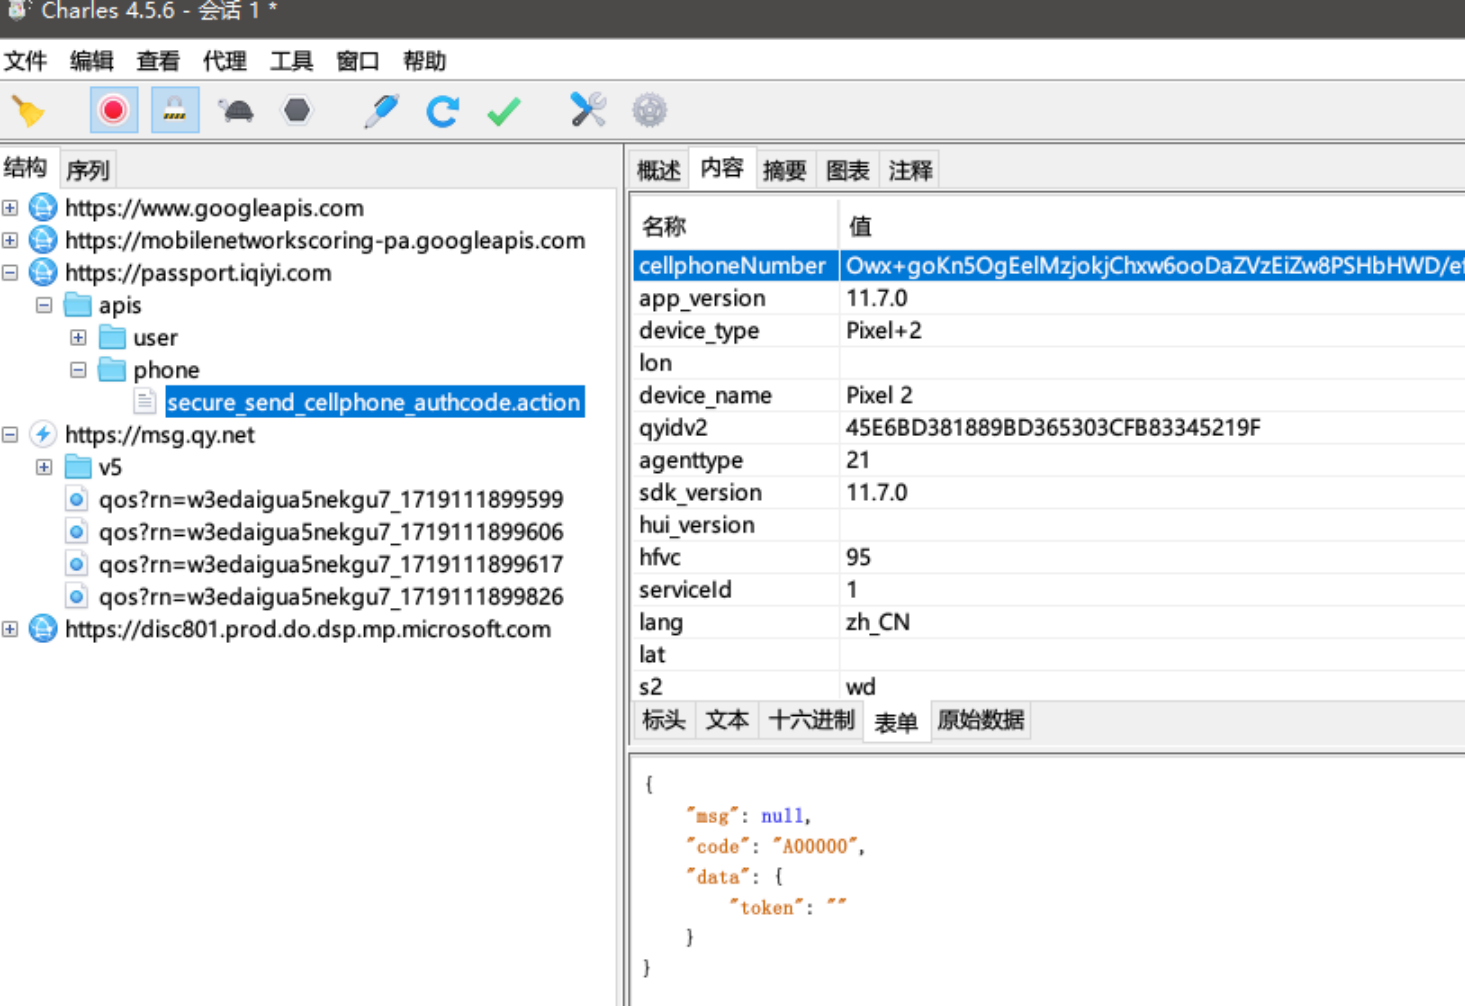 Charles 4.5.6 - 会话 1 *
文件 编辑 查看 代理 工具 窗口 帮助
结构 序列
https://www.googleapis.com
https://mobilenetworkscoring-pa.googleapis.com
https://passport.iqiyi.com
apis
user
phone
secure_send_cellphone_authcode.action
https://msg.qy.net
v5
qos?rn=w3edaigua5nekgu7_1719111899599
qos?rn=w3edaigua5nekgu7_1719111899606
qos?rn=w3edaigua5nekgu7_1719111899617
qos?rn=w3edaigua5nekgu7_1719111899826
https://disc801.prod.do.dsp.mp.microsoft.com
概述 内容 摘要 图表 注释
名称 值
cellphoneNumber Owx+goKn5OgEelMzjokjChxw6ooDaZVzEiZw8PSHbHWD/ef
app_version 11.7.0
device_type Pixel+2
lon
device_name Pixel 2
qyidv2 45E6BD381889BD365303CFB83345219F
agenttype 21
sdk_version 11.7.0
hui_version
hfvc 95
serviceId 1
lang zh_CN
lat
s2 wd
标头 文本 十六进制 表单 原始数据
{
"msg": null,
"code": "A00000",
"data": {
"token": ""
}
}